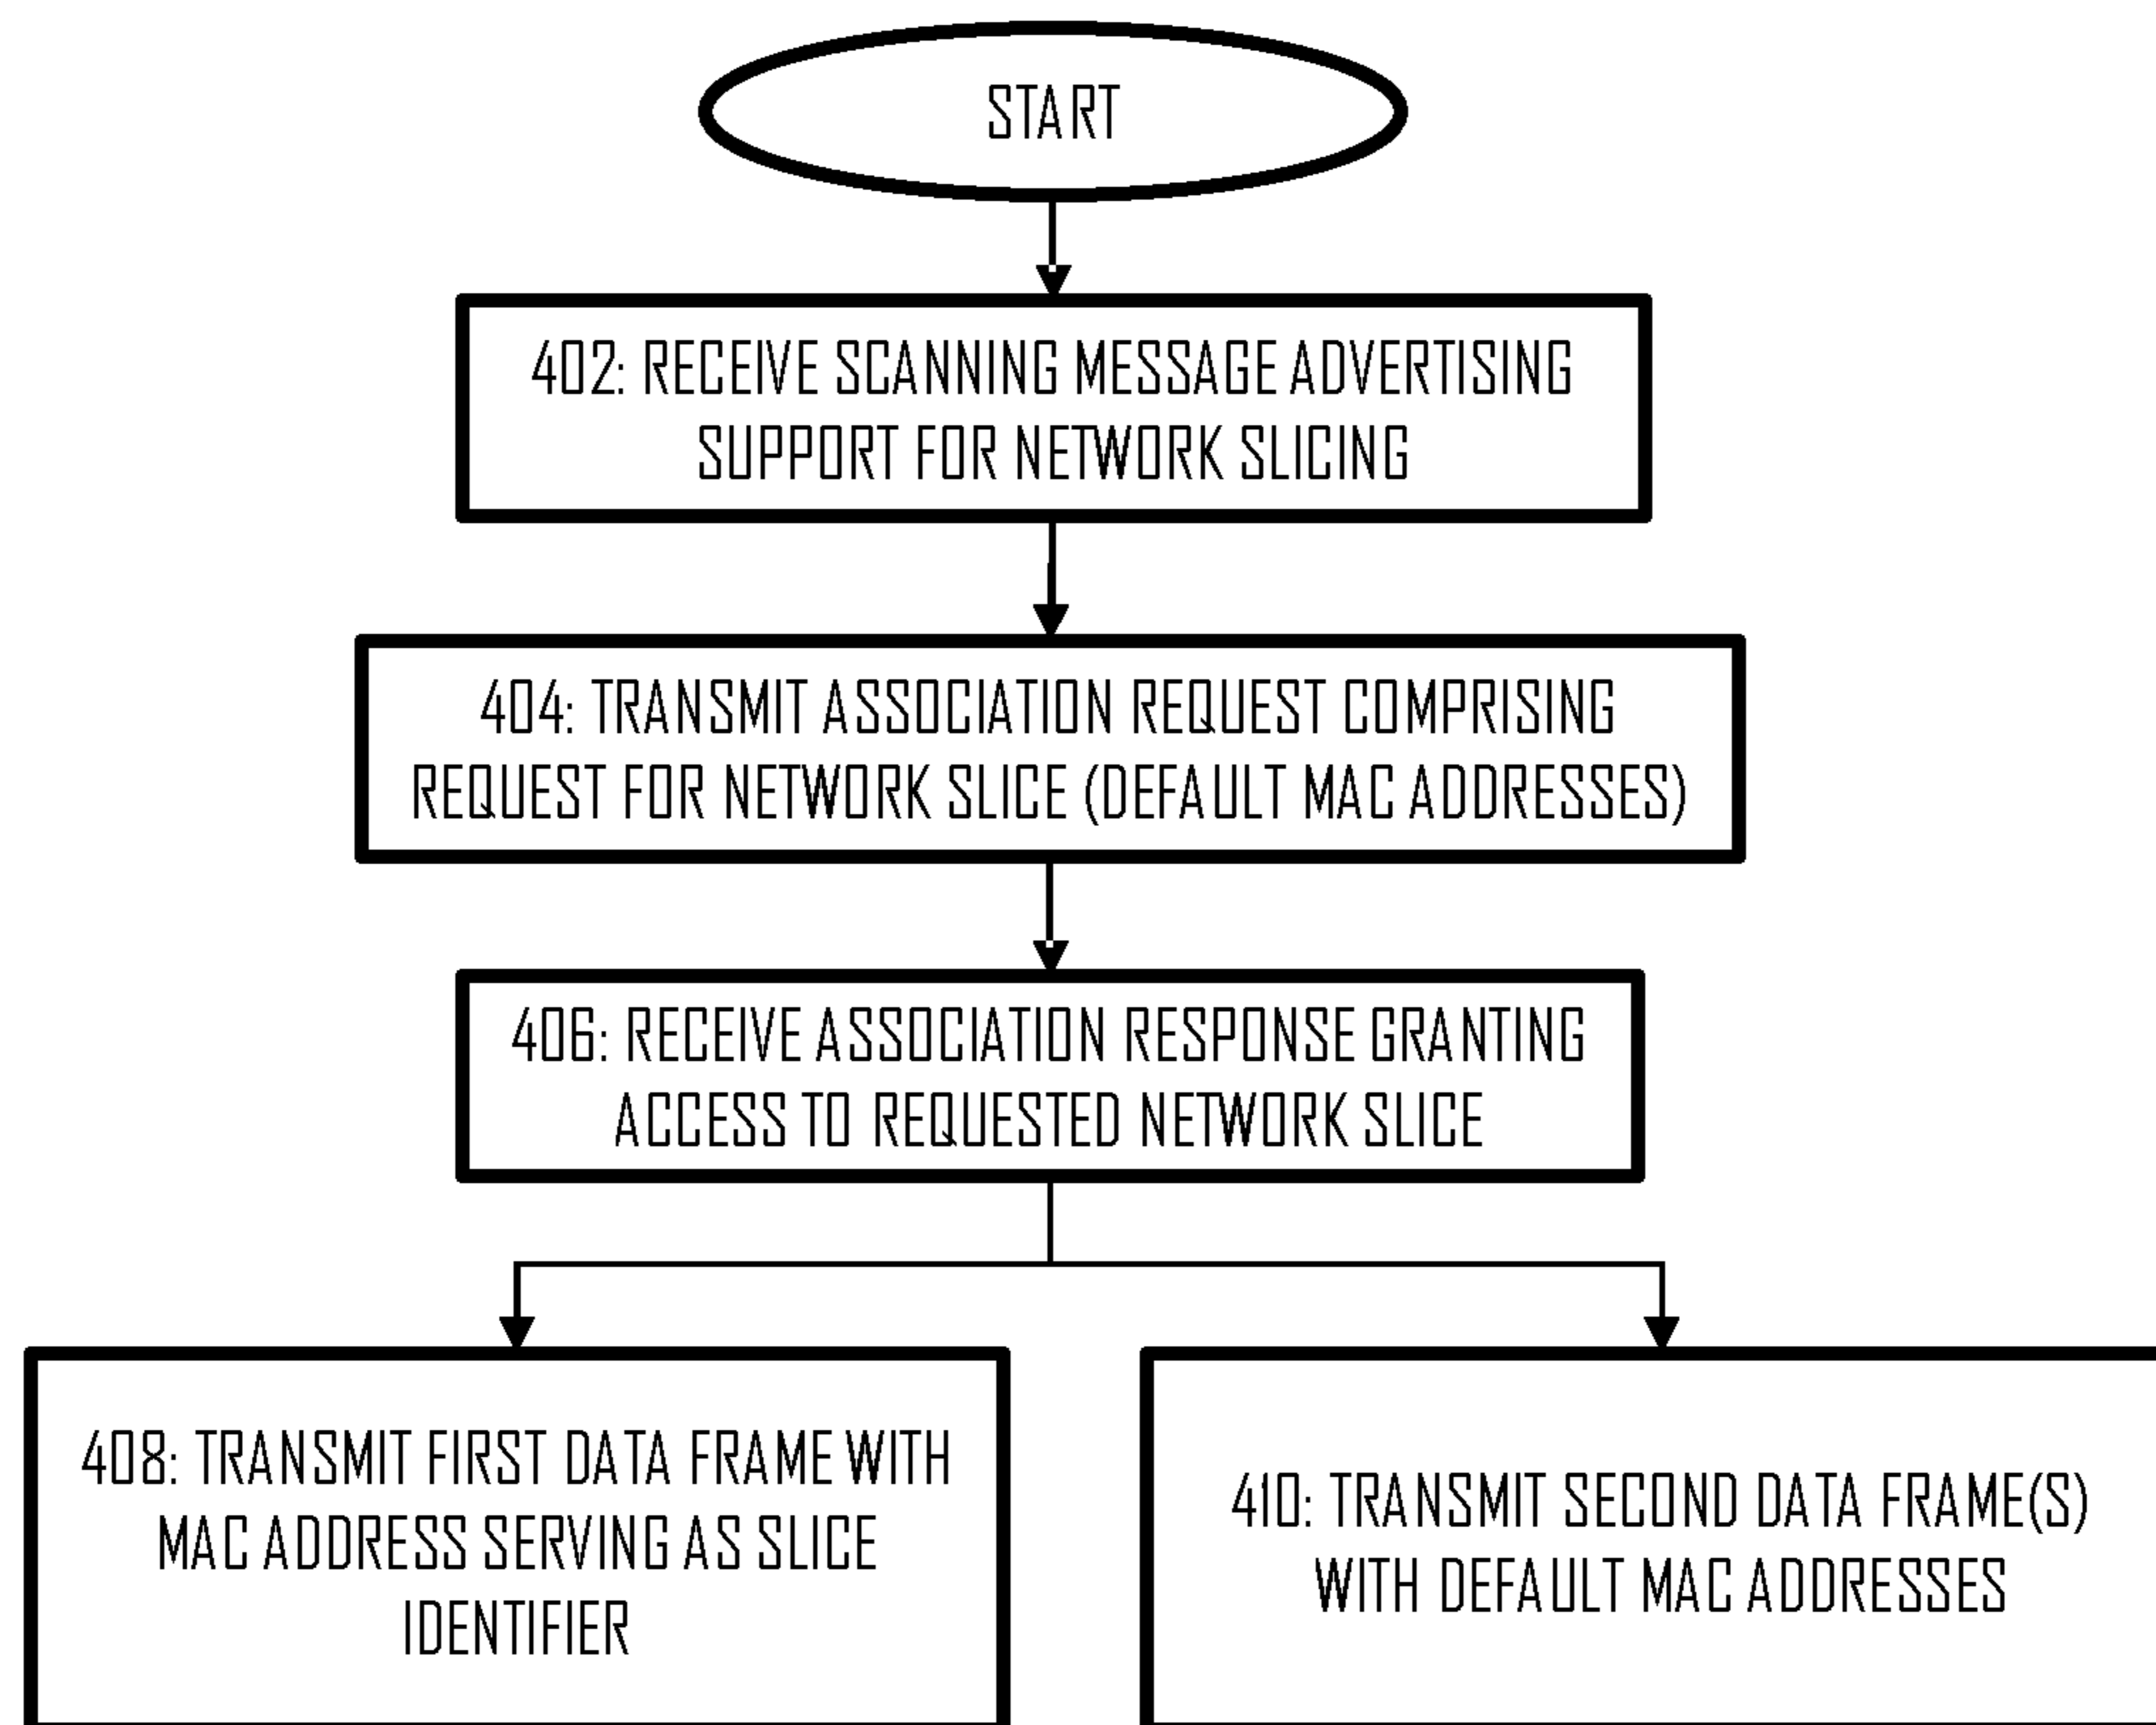 START
402: RECEIVE SCANNING MESSAGE ADVERTISING
SUPPORT FOR NETWORK SLICING
404: TRANSMIT ASSOCIATION REQUEST COMPRISING
REQUEST FOR NETWORK SLICE (DEFAULT MAC ADDRESSES)
406: RECEIVE ASSOCIATION RESPONSE GRANTING
ACCESS TO REQUESTED NETWORK SLICE
408: TRANSMIT FIRST DATA FRAME WITH
MAC ADDRESS SERVING AS SLICE
IDENTIFIER
410: TRANSMIT SECOND DATA FRAME(S)
WITH DEFAULT MAC ADDRESSES